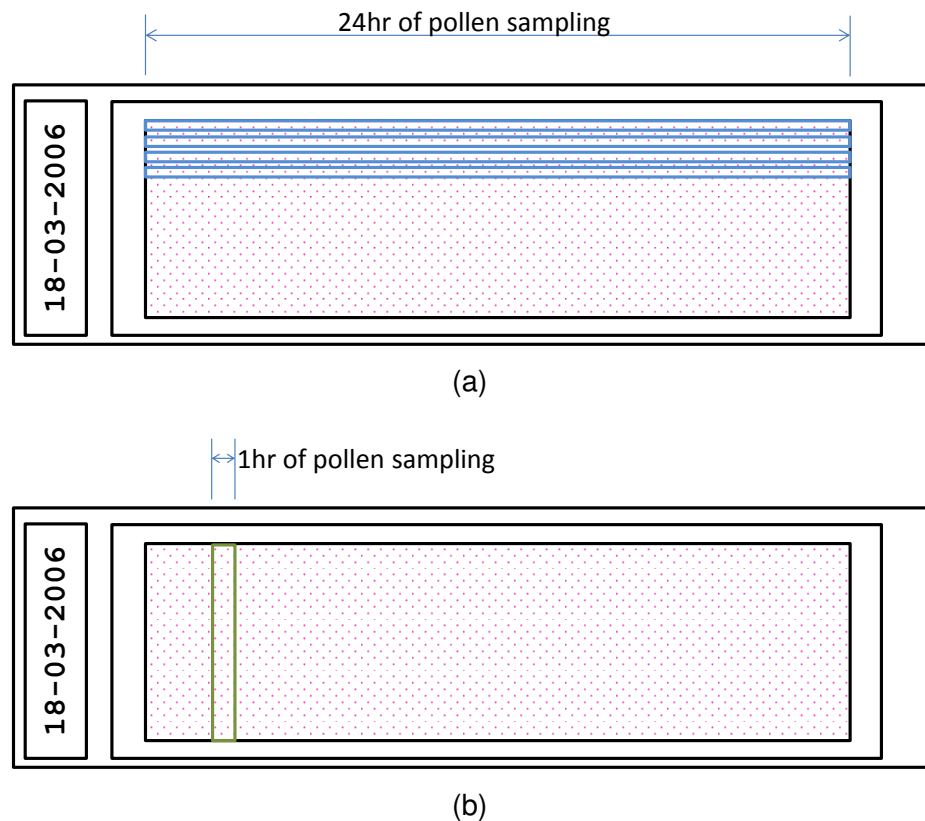 24hr of pollen sampling
18-03-2006
(a)
1hr of pollen sampling
18-03-2006
(b)